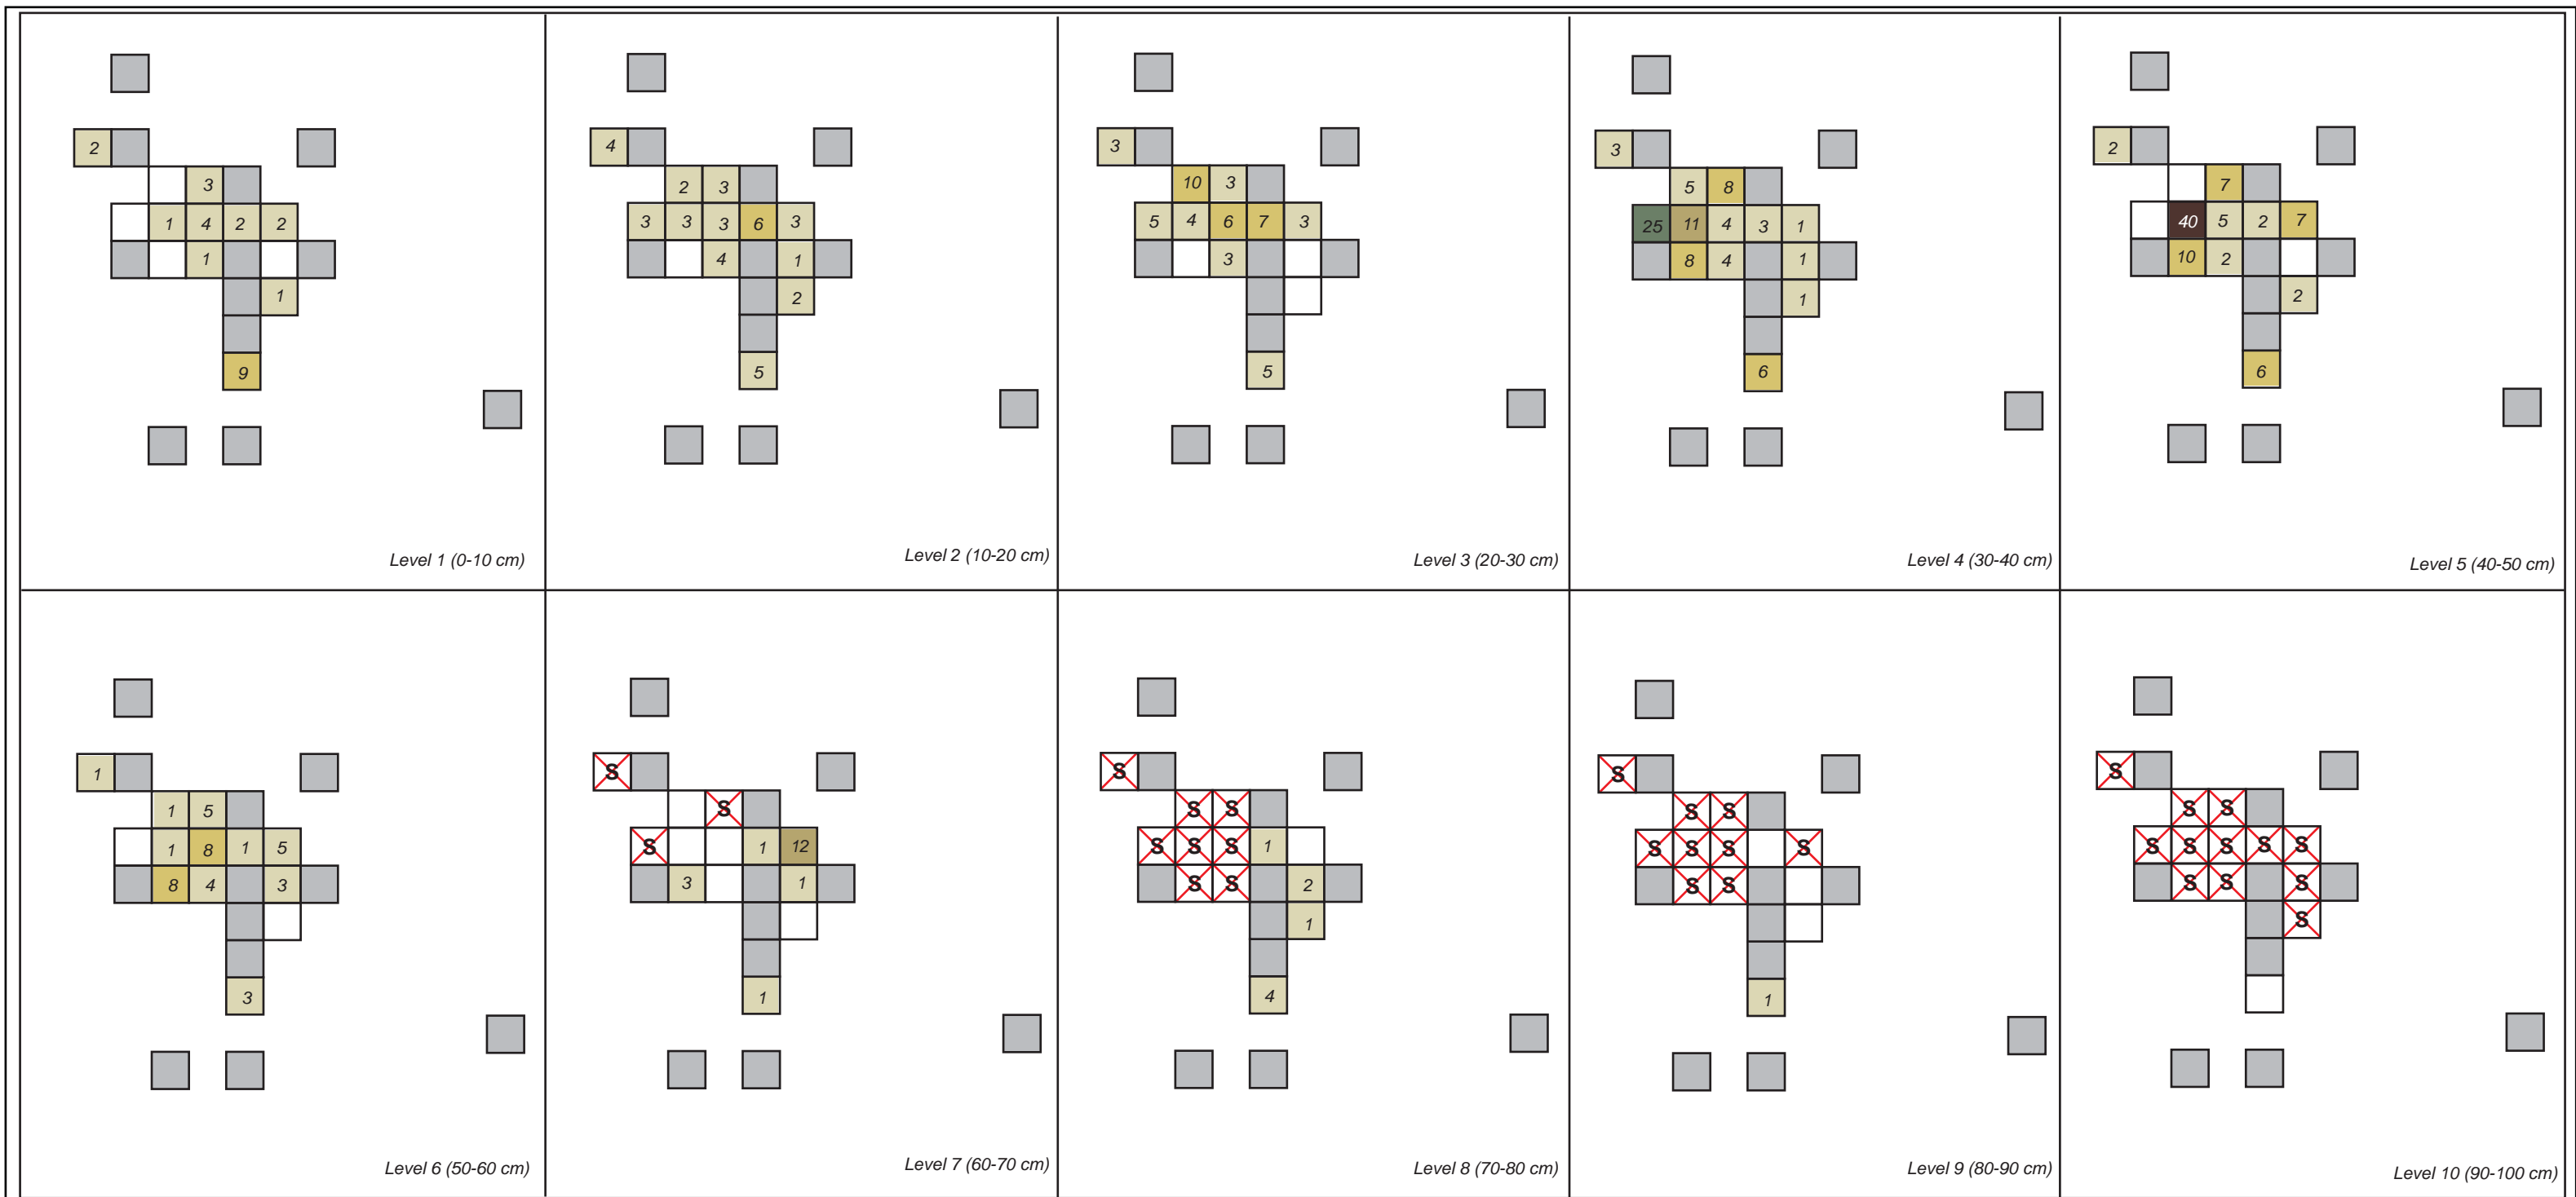 2
3
1 4 2 2
1
1
9
Level 1 (0-10 cm)
4
2 3
3 3 3 6 3
4 1
2
5
Level 2 (10-20 cm)
3
10 3
5 4 6 7 3
3
5
Level 3 (20-30 cm)
3
5 8
25 11 4 3 1
8 4 1
1
6
Level 4 (30-40 cm)
2
7
40 5 2 7
10 2
2
6
Level 5 (40-50 cm)
1
1 5
1 8 1 5
8 4 3
3
Level 6 (50-60 cm)
S
S
S 1 12
3 1
1
Level 7 (60-70 cm)
S
S S
S S S 1
S S 2
1
4
Level 8 (70-80 cm)
S
S S
S S S S
S S
1
Level 9 (80-90 cm)
S
S S
S S S S S
S S S
S
Level 10 (90-100 cm)